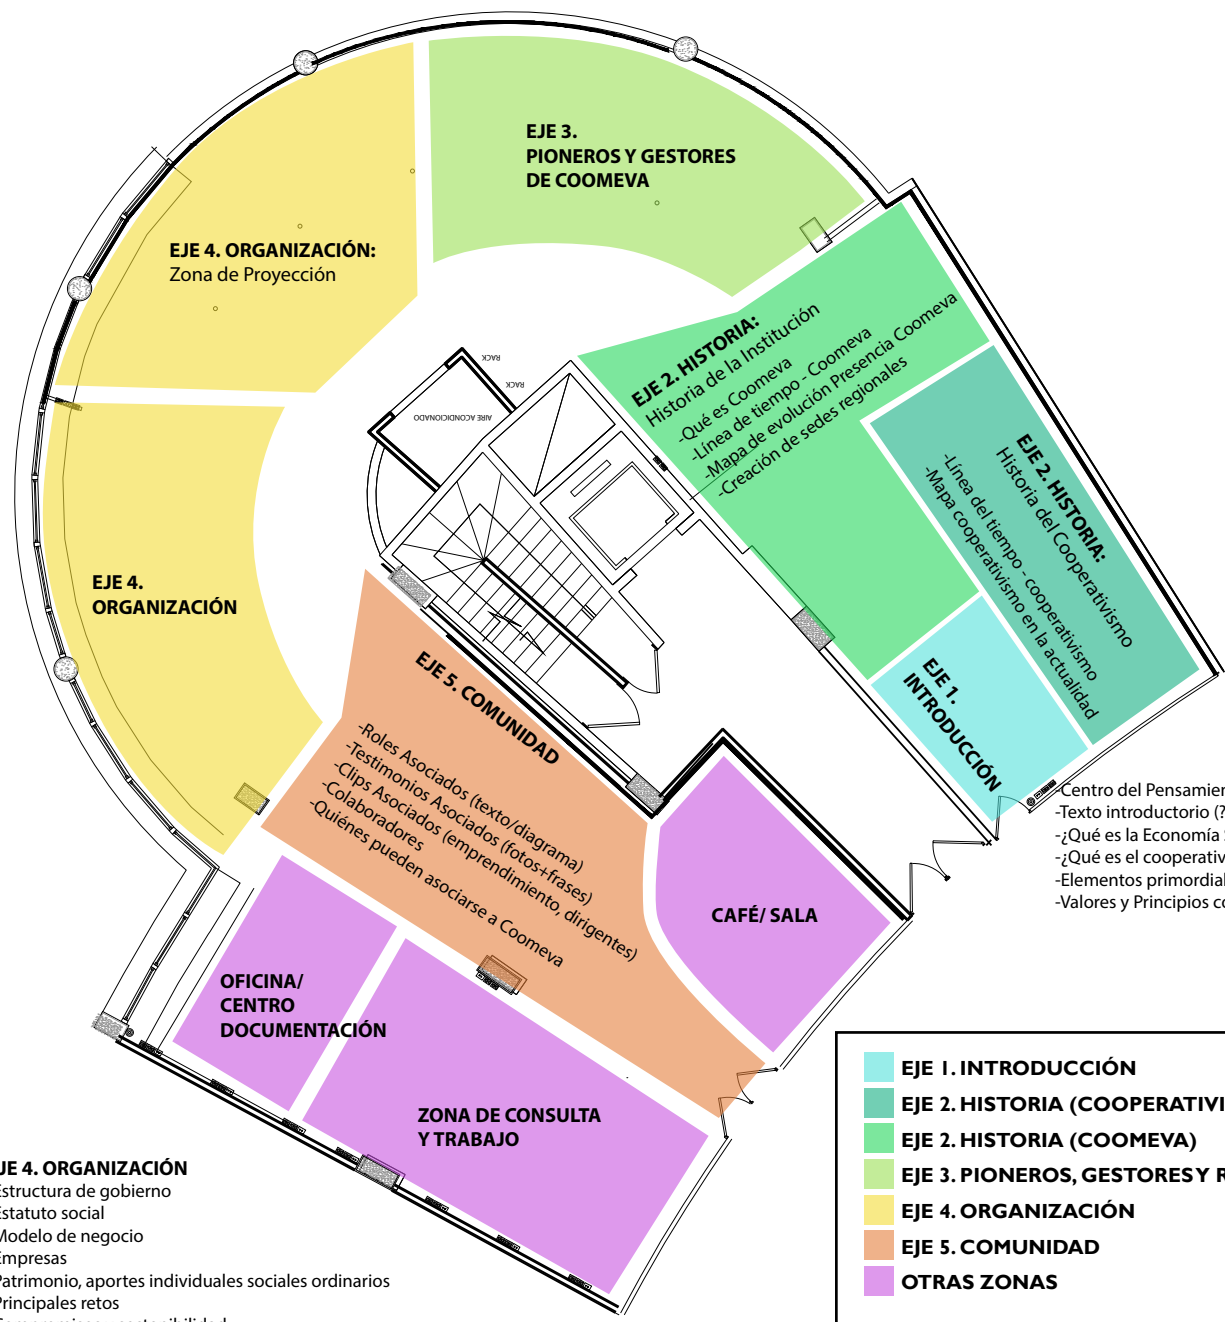 EJE 3.
PIONEROS Y GESTORES
DE COOMEVA
EJE 4. ORGANIZACIÓN:
Zona de Proyección
RACK
RACK
AIRE ACONDICIONADO
EJE 2. HISTORIA:
Historia de la Institución
-Qué es Coomeva
-Línea de tiempo - Coomeva
-Mapa de evolución Presencia Coomeva
-Creación de sedes regionales
EJE 2. HISTORIA:
Historia del Cooperativismo
-Línea del tiempo - cooperativismo
-Mapa cooperativismo en la actualidad
EJE 4.
ORGANIZACIÓN
EJE 1.
INTRODUCCIÓN
EJE 5. COMUNIDAD
-Roles Asociados (texto/diagrama)
-Testimonios Asociados (fotos+frases)
-Clips Asociados (emprendimiento, dirigentes)
-Colaboradores
-Quiénes pueden asociarse a Coomeva
-Centro del Pensamien
-Texto introductorio (?
-¿Qué es la Economía
-¿Qué es el cooperativ
-Elementos primordial
-Valores y Principios co
CAFÉ/ SALA
OFICINA/
CENTRO
DOCUMENTACIÓN
ZONA DE CONSULTA
Y TRABAJO
JE 4. ORGANIZACIÓN
Estructura de gobierno
Estatuto social
Modelo de negocio
Empresas
Patrimonio, aportes individuales sociales ordinarios
Principales retos
EJE 1. INTRODUCCIÓN
EJE 2. HISTORIA (COOPERATIVI
EJE 2. HISTORIA (COOMEVA)
EJE 3. PIONEROS, GESTORES Y R
EJE 4. ORGANIZACIÓN
EJE 5. COMUNIDAD
OTRAS ZONAS